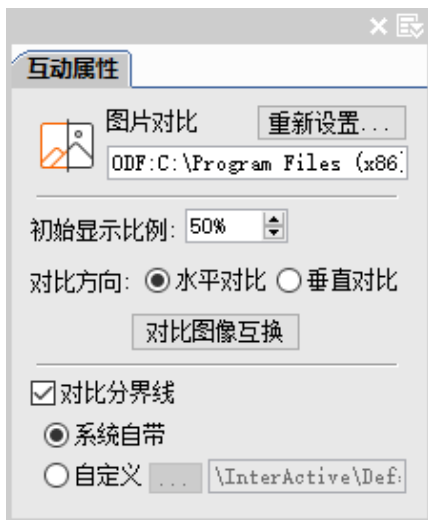 互动属性
图片对比 重新设置...
ODF:C:\Program Files (x86)
初始显示比例: 50%
对比方向: 水平对比 垂直对比
对比图像互换
对比分界线
系统自带
自定义 ... \InterActive\Def